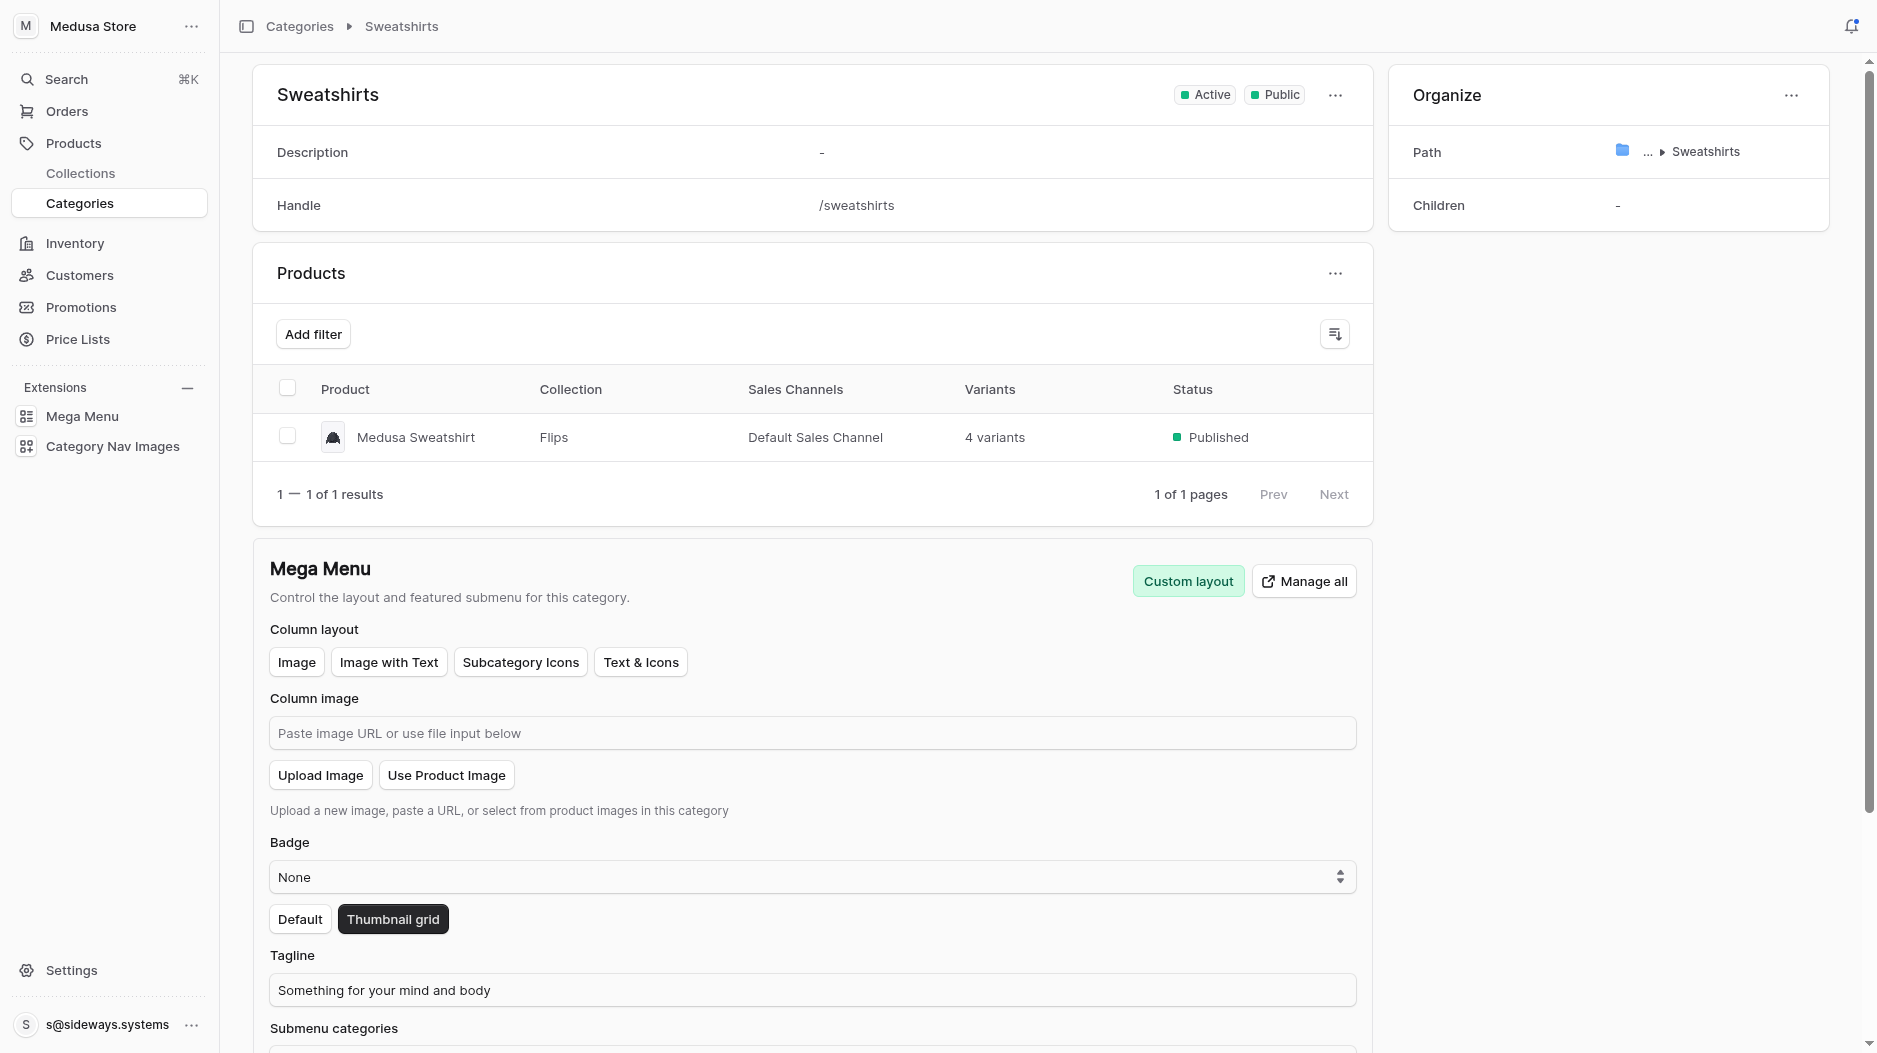 M Medusa Store
Search ⌘K
Orders
Products
Collections
Categories
Inventory
Customers
Promotions
Price Lists
Extensions
Mega Menu
Category Nav Images
Settings
S s@sideways.systems
Categories Sweatshirts
Sweatshirts Active Public
Description -
Handle /sweatshirts
Products
Add filter
Product Collection Sales Channels Variants Status
Medusa Sweatshirt Flips Default Sales Channel 4 variants Published
1 — 1 of 1 results 1 of 1 pages Prev Next
Mega Menu
Control the layout and featured submenu for this category.
Custom layout Manage all
Column layout
Image Image with Text Subcategory Icons Text & Icons
Column image
Paste image URL or use file input below
Upload Image Use Product Image
Upload a new image, paste a URL, or select from product images in this category
Badge
None
Default Thumbnail grid
Tagline
Something for your mind and body
Submenu categories
Organize
Path ... Sweatshirts
Children -